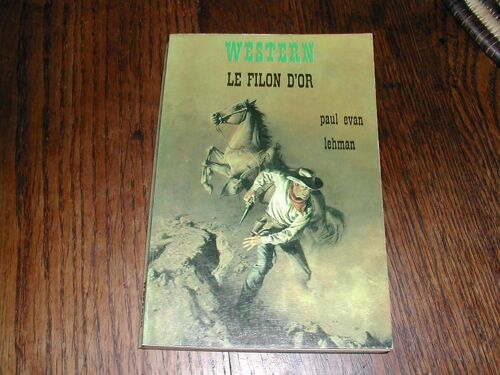 WESTERN
LE FILON D'OR
paul evan
lehman